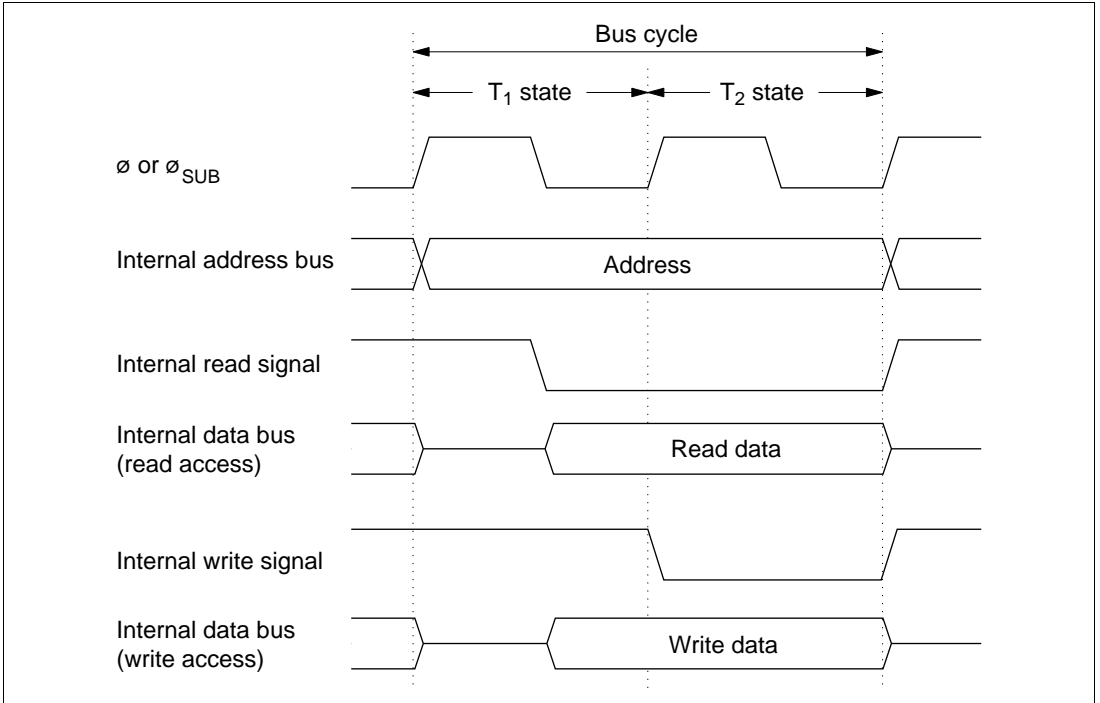 Bus cycle
T1 state
T2 state
ø or øSUB
Internal address bus
Address
Internal read signal
Internal data bus
(read access)
Read data
Internal write signal
Internal data bus
(write access)
Write data